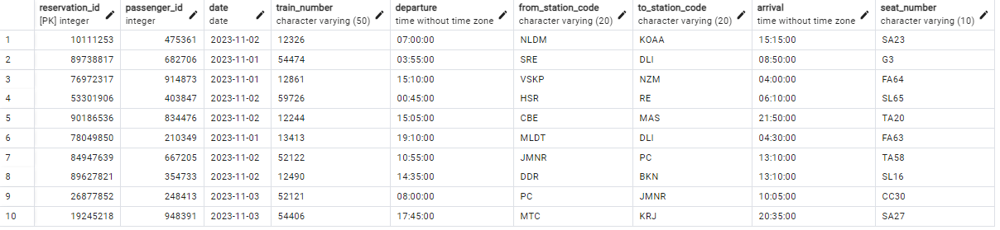 reservation_id passenger_id date train_number departure from_station_code to_station_code arrival seat_number
[PK] integer integer date character varying (50) time without time zone character varying (20) character varying (20) time without time zone character varying (10)
1 10111253 475361 2023-11-02 12326 07:00:00 NLDM KOAA 15:15:00 SA23
2 89738817 682706 2023-11-01 54474 03:55:00 SRE DLI 08:50:00 G3
3 76972317 914873 2023-11-01 12861 15:10:00 VSKP NZM 04:00:00 FA64
4 53301906 403847 2023-11-02 59726 00:45:00 HSR RE 06:10:00 SL65
5 90186536 834476 2023-11-02 12244 15:05:00 CBE MAS 21:50:00 TA20
6 78049850 210349 2023-11-01 13413 19:10:00 MLDT DLI 04:30:00 FA63
7 84947639 667205 2023-11-02 52122 10:55:00 JMNR PC 13:10:00 TA58
8 89627821 354733 2023-11-02 12490 14:35:00 DDR BKN 13:10:00 SL16
9 26877852 248413 2023-11-03 52121 08:00:00 PC JMNR 10:05:00 CC30
10 19245218 948391 2023-11-03 54406 17:45:00 MTC KRJ 20:35:00 SA27